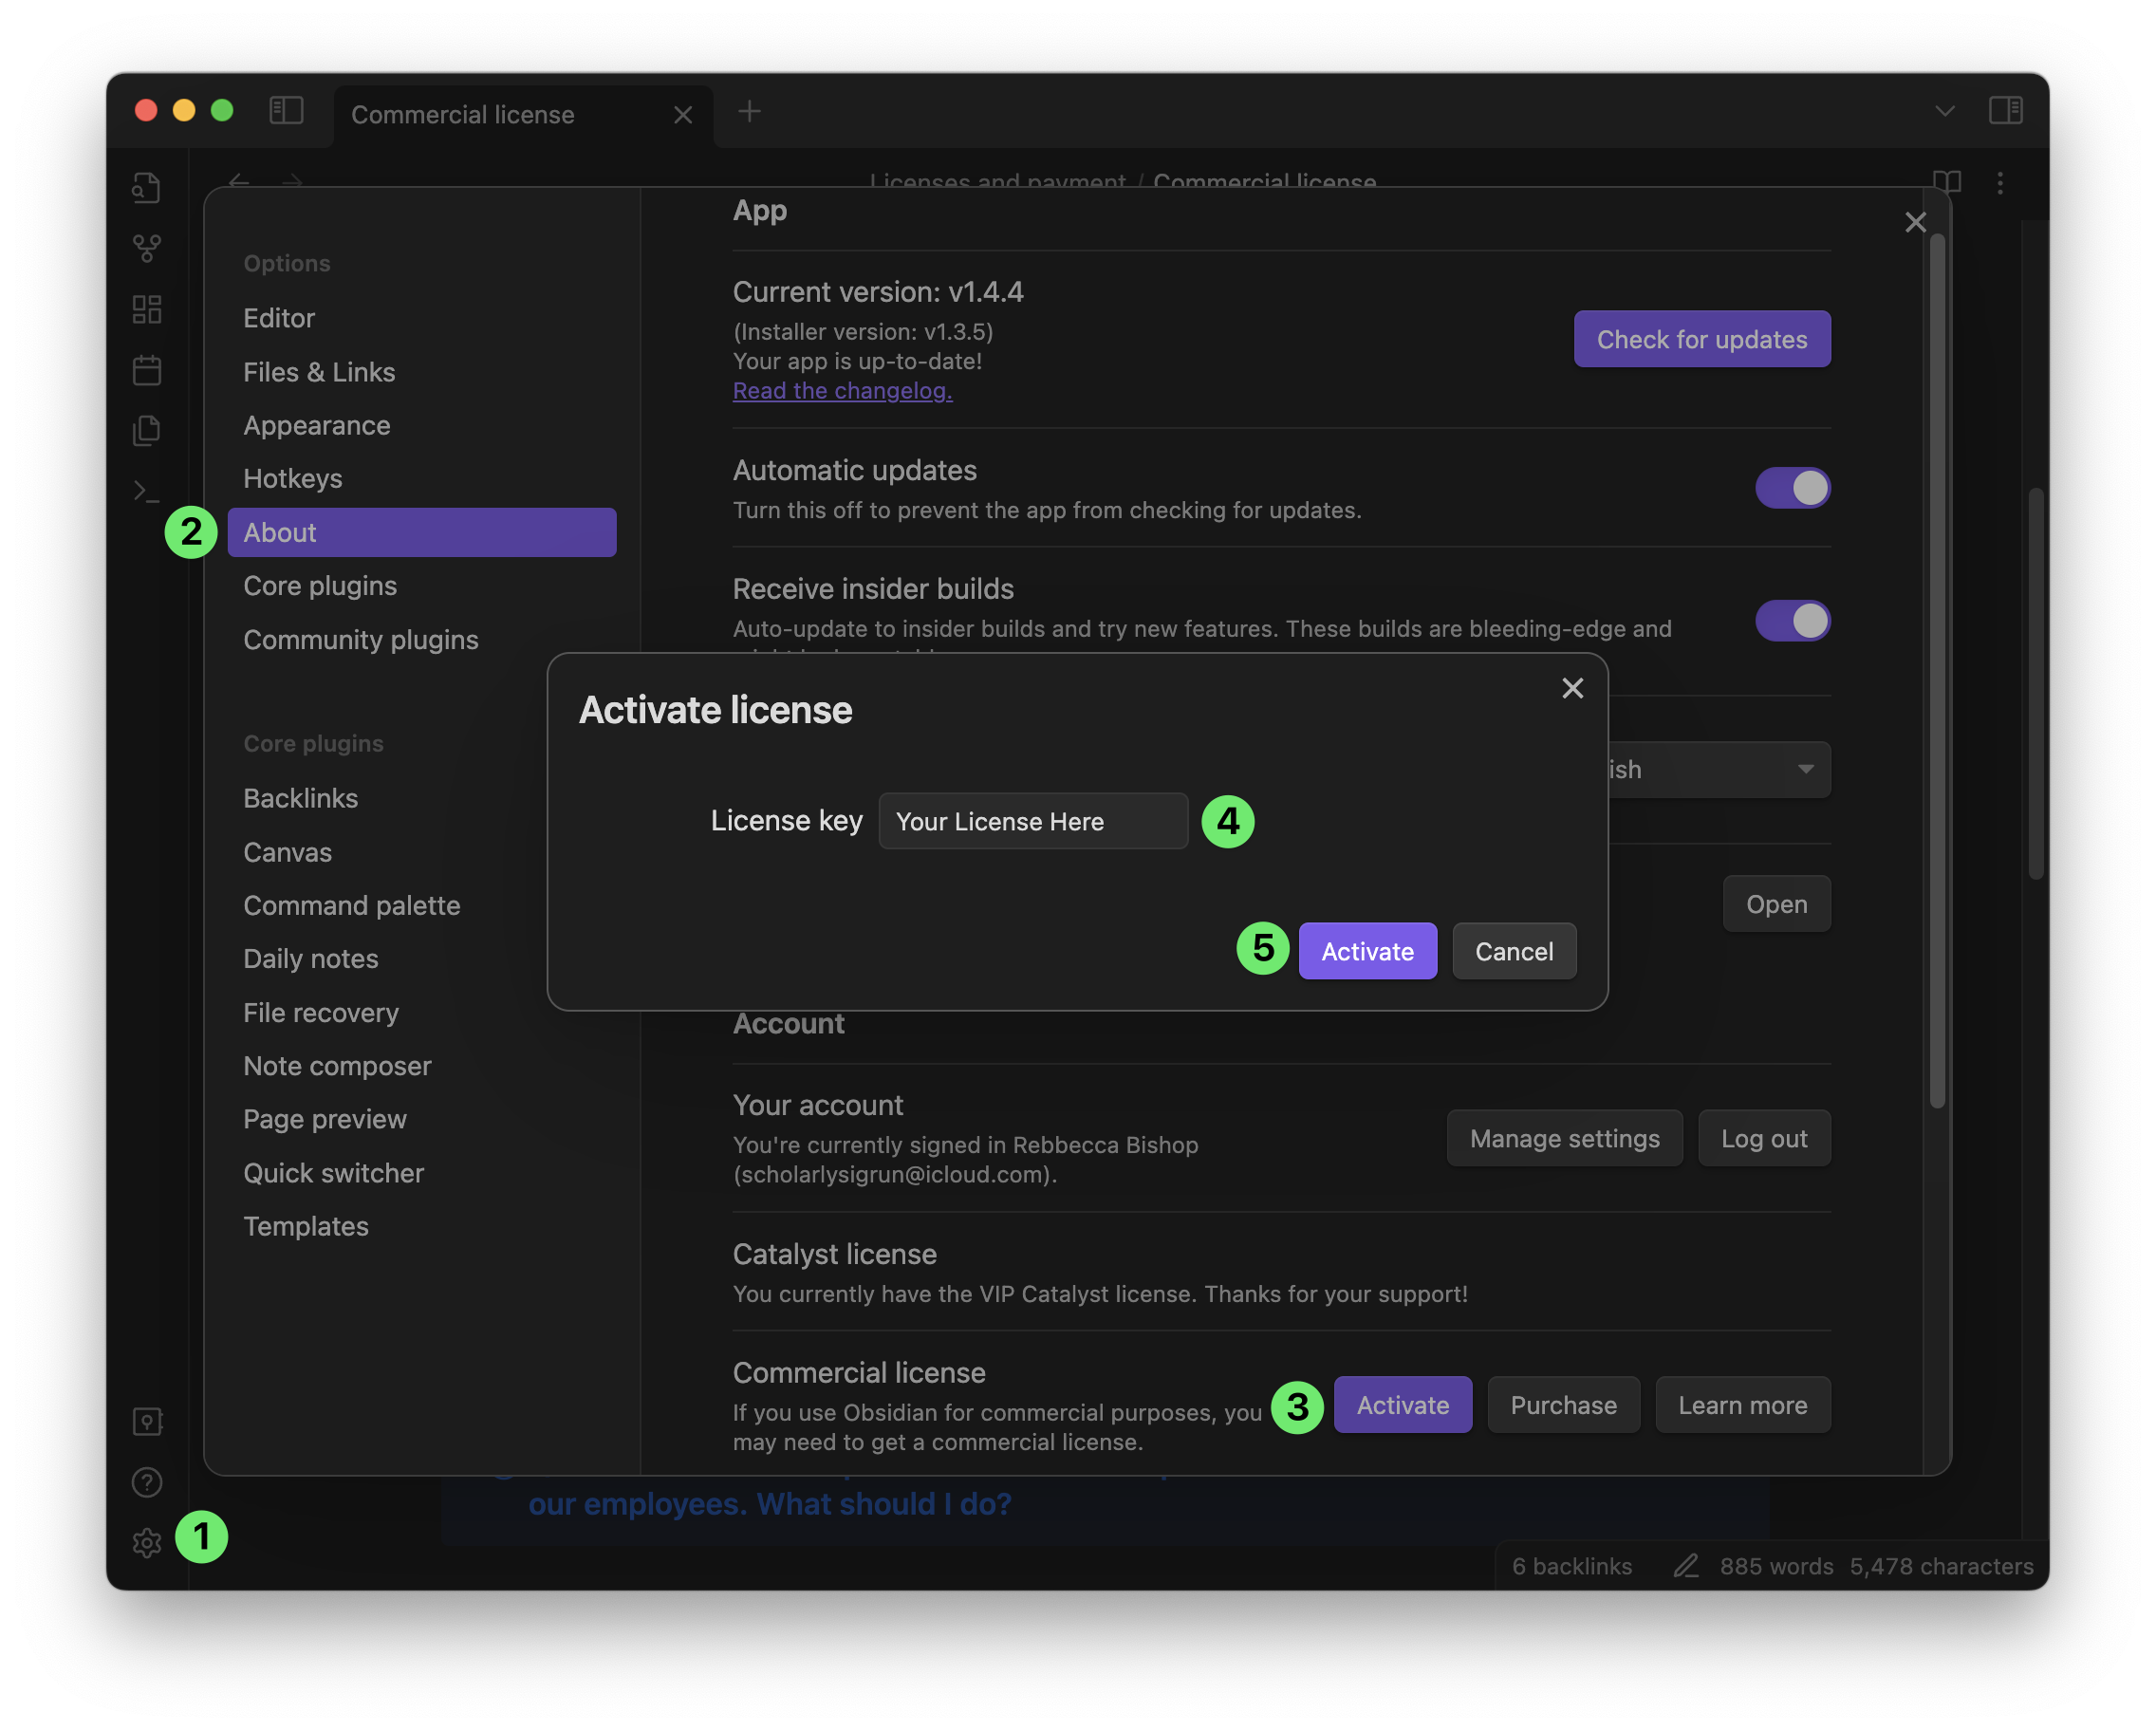 Commercial license
Licenses and payment / Commercial license
Options
Editor
Files & Links
Appearance
Hotkeys
2
About
Core plugins
Community plugins
Core plugins
Backlinks
Canvas
Command palette
Daily notes
File recovery
Note composer
Page preview
Quick switcher
Templates
1
App
Current version: v1.4.4
(Installer version: v1.3.5)
Your app is up-to-date!
Read the changelog.
Check for updates
Automatic updates
Turn this off to prevent the app from checking for updates.
Receive insider builds
Auto-update to insider builds and try new features. These builds are bleeding-edge and
ish
Open
Activate license
License key
Your License Here
4
5
Activate
Cancel
Account
Your account
You're currently signed in Rebbecca Bishop
(scholarlysigrun@icloud.com).
Manage settings
Log out
Catalyst license
You currently have the VIP Catalyst license. Thanks for your support!
Commercial license
If you use Obsidian for commercial purposes, you
may need to get a commercial license.
3
Activate
Purchase
Learn more
our employees. What should I do?
6 backlinks
885 words
5,478 characters